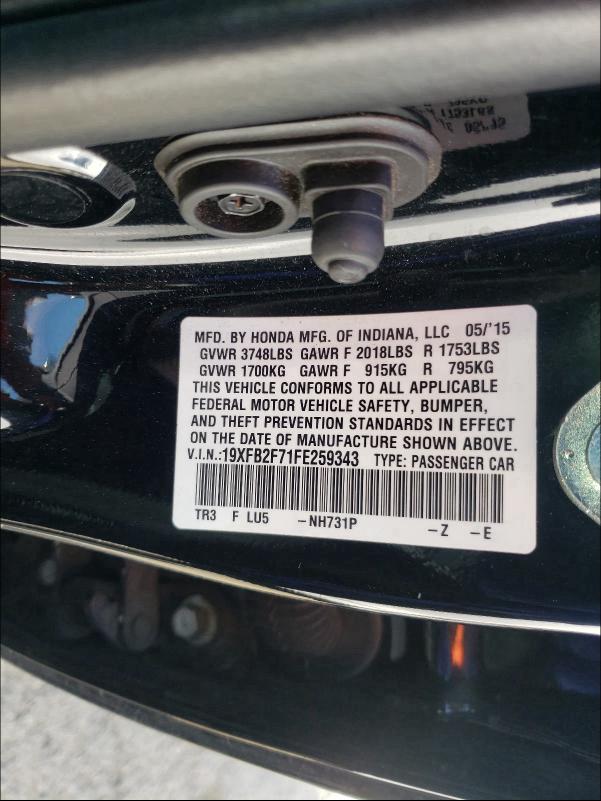 MFD. BY HONDA MFG. OF INDIANA, LLC 05/'15
GVWR 3748LBS GAWR F 2018LBS R 1753LBS
GVWR 1700KG GAWR F 915KG R 795KG
THIS VEHICLE CONFORMS TO ALL APPLICABLE
FEDERAL MOTOR VEHICLE SAFETY, BUMPER,
AND THEFT PREVENTION STANDARDS IN EFFECT
ON THE DATE OF MANUFACTURE SHOWN ABOVE.
V.I.N.:19XFB2F71FE259343 TYPE: PASSENGER CAR
TR3 F LU5 –NH731P –Z –E